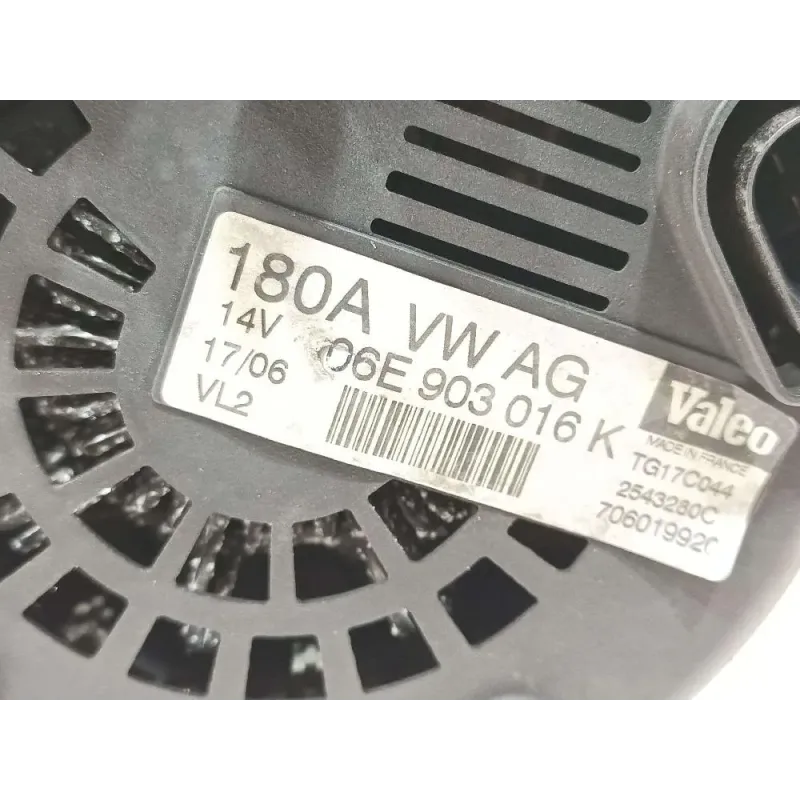 180A VW AG
14V 06E 903 016 K
17/06
VL2
Valeo
MADE IN FRANCE
TG17C044
2543280C
706019920